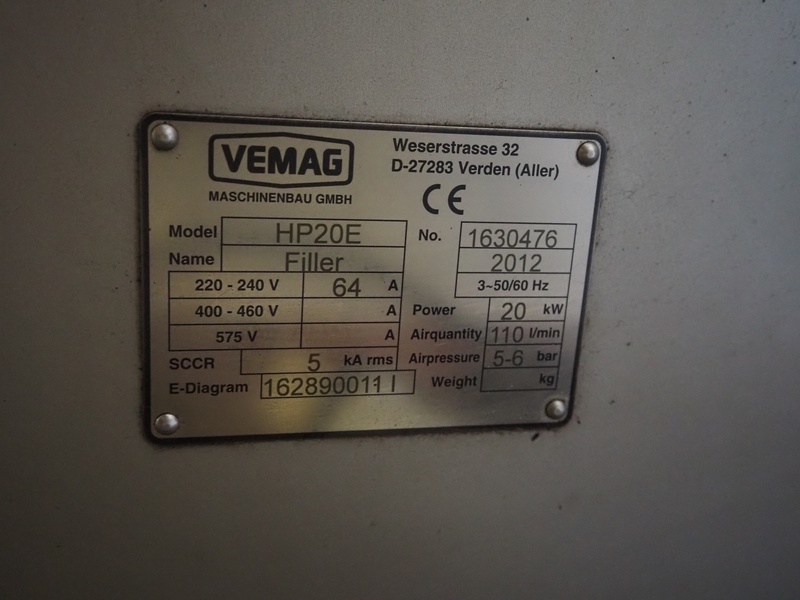 VEMAG
MASCHINENBAU GMBH
Weserstrasse 32
D-27283 Verden (Aller)
CE
Model HP20E No. 1630476
Name Filler 2012
220 - 240 V 64 A 3~50/60 Hz
400 - 460 V A Power 20 kW
575 V A Airquantity 110 l/min
SCCR 5 kA rms Airpressure 5-6 bar
E-Diagram 162890011 I Weight kg